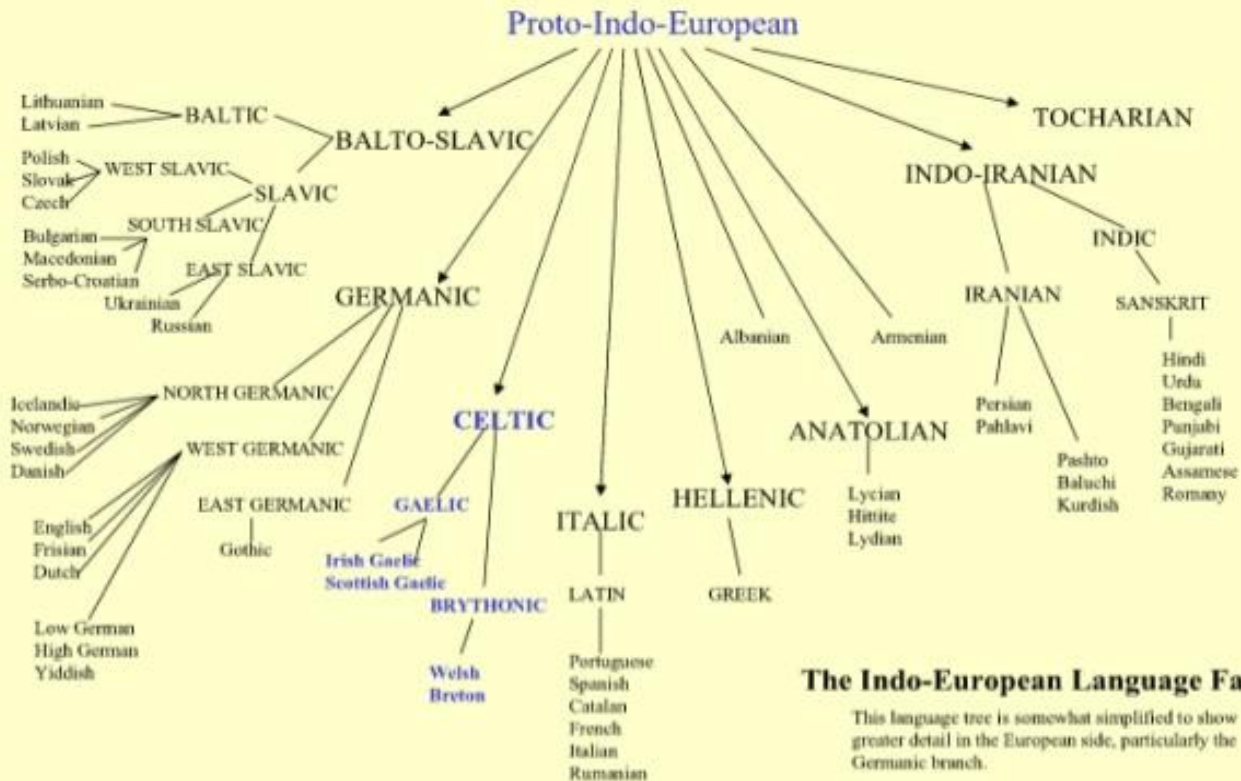 Proto-Indo-European
TOCHARIAN
Lithuanian
Latvian
BALTIC
BALTO-SLAVIC
Polish
Slovak
Czech
WEST SLAVIC
SLAVIC
INDO-IRANIAN
SOUTH SLAVIC
Bulgarian
Macedonian
Serbo-Croatian
EAST SLAVIC
Ukrainian
Russian
INDIC
GERMANIC
IRANIAN
SANSKRIT
Albanian
Armenian
Hindi
Urdu
Bengali
Punjabi
Gujarati
Assamese
Romany
NORTH GERMANIC
Icelandic
Norwegian
Swedish
Danish
CELTIC
ANATOLIAN
Persian
Pahlavi
WEST GERMANIC
Pashto
Baluchi
Kurdish
EAST GERMANIC
Gothic
GAELIC
HELLENIC
Lycian
Hittite
Lydian
English
Frisian
Dutch
ITALIC
Irish Gaelic
Scottish Gaelic
BRYTHONIC
LATIN
GREEK
Low German
High German
Yiddish
Welsh
Breton
Portuguese
Spanish
Catalan
French
Italian
Rumanian
The Indo-European Language Fa
This language tree is somewhat simplified to show
greater detail in the European side, particularly the
Germanic branch.